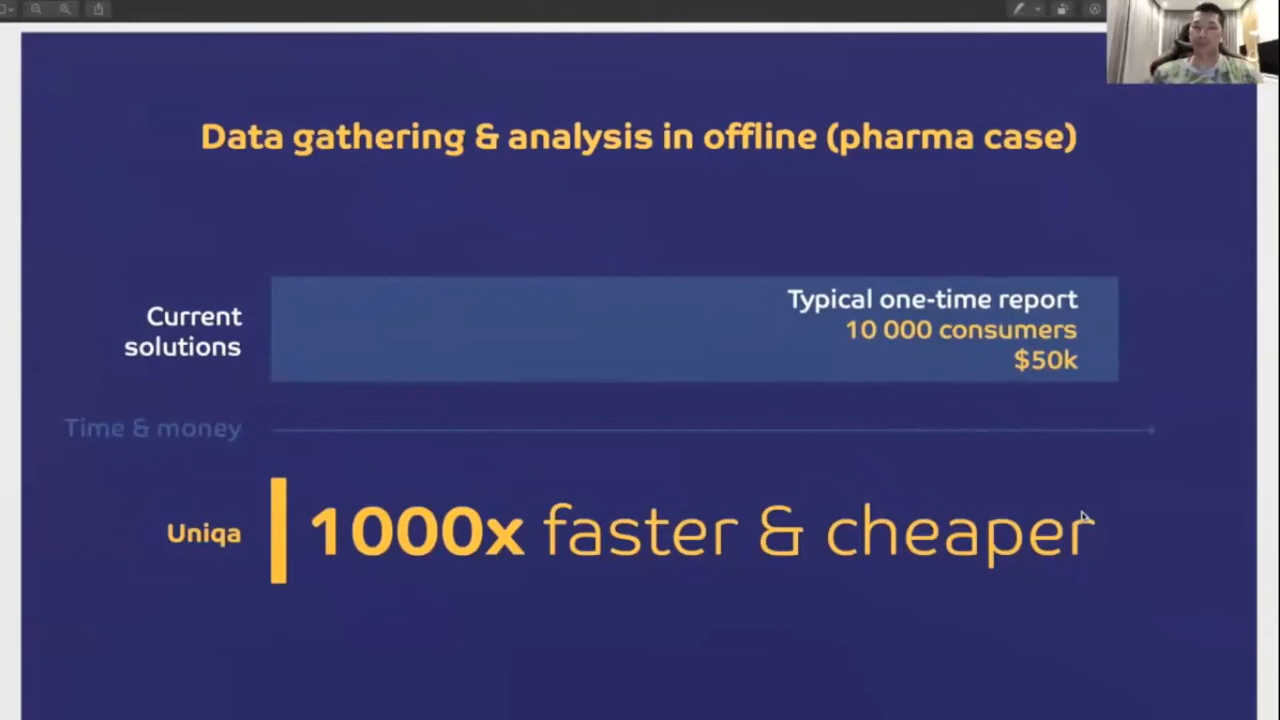 Data gathering & analysis in offline (pharma case)
Current
solutions
Typical one-time report
10 000 consumers
$50k
Time & money
Uniqa
1000x faster & cheaper